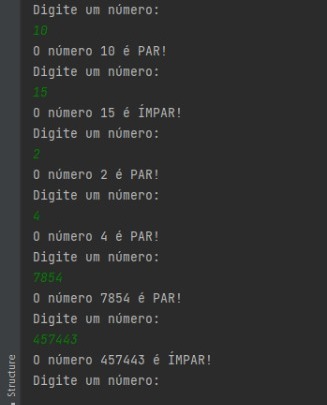 Digite um número:
10
O número 10 é PAR!
Digite um número:
15
O número 15 é ÍMPAR!
Digite um número:
2
O número 2 é PAR!
Digite um número:
4
O número 4 é PAR!
Digite um número:
7854
O número 7854 é PAR!
Digite um número:
457443
O número 457443 é ÍMPAR!
Digite um número:
Structure